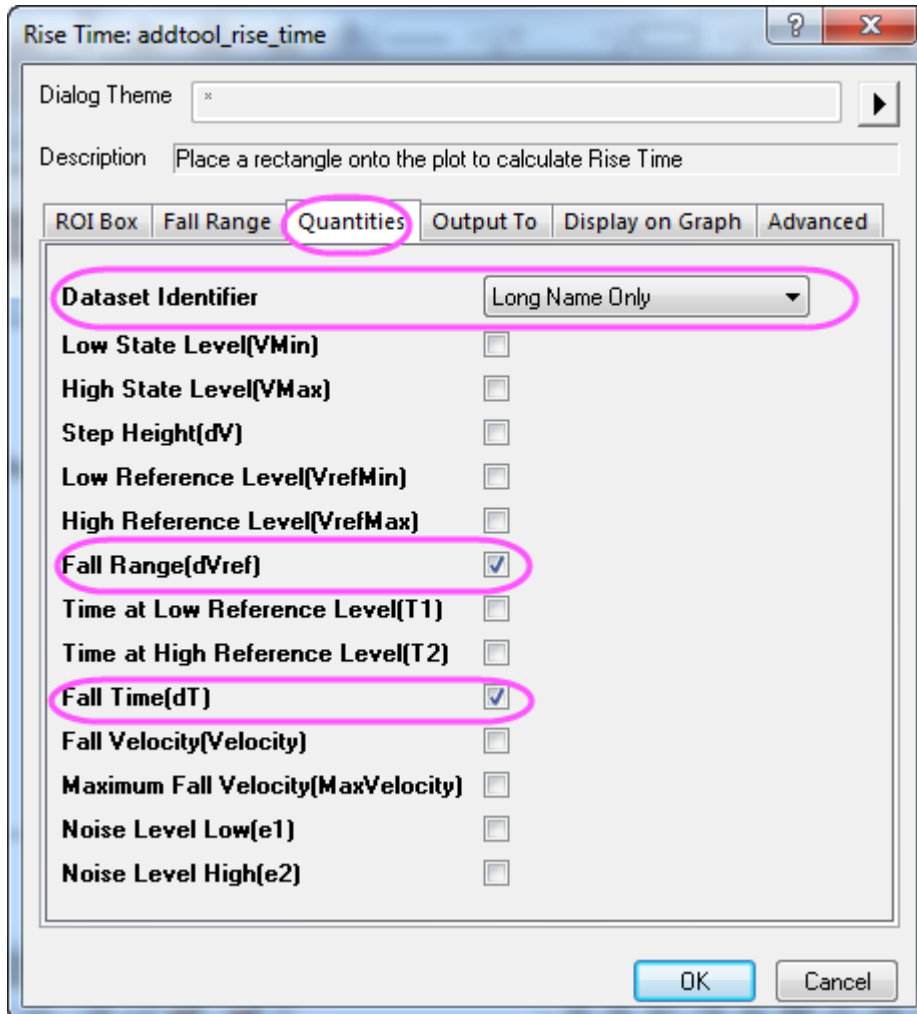 Rise Time: addtool_rise_time
Dialog Theme *
Description Place a rectangle onto the plot to calculate Rise Time
ROI Box Fall Range Quantities Output To Display on Graph Advanced
Dataset Identifier Long Name Only
Low State Level(VMin)
High State Level(VMax)
Step Height(dV)
Low Reference Level(VrefMin)
High Reference Level(VrefMax)
Fall Range(dVref)
Time at Low Reference Level(T1)
Time at High Reference Level(T2)
Fall Time(dT)
Fall Velocity(Velocity)
Maximum Fall Velocity(MaxVelocity)
Noise Level Low(e1)
Noise Level High(e2)
OK Cancel